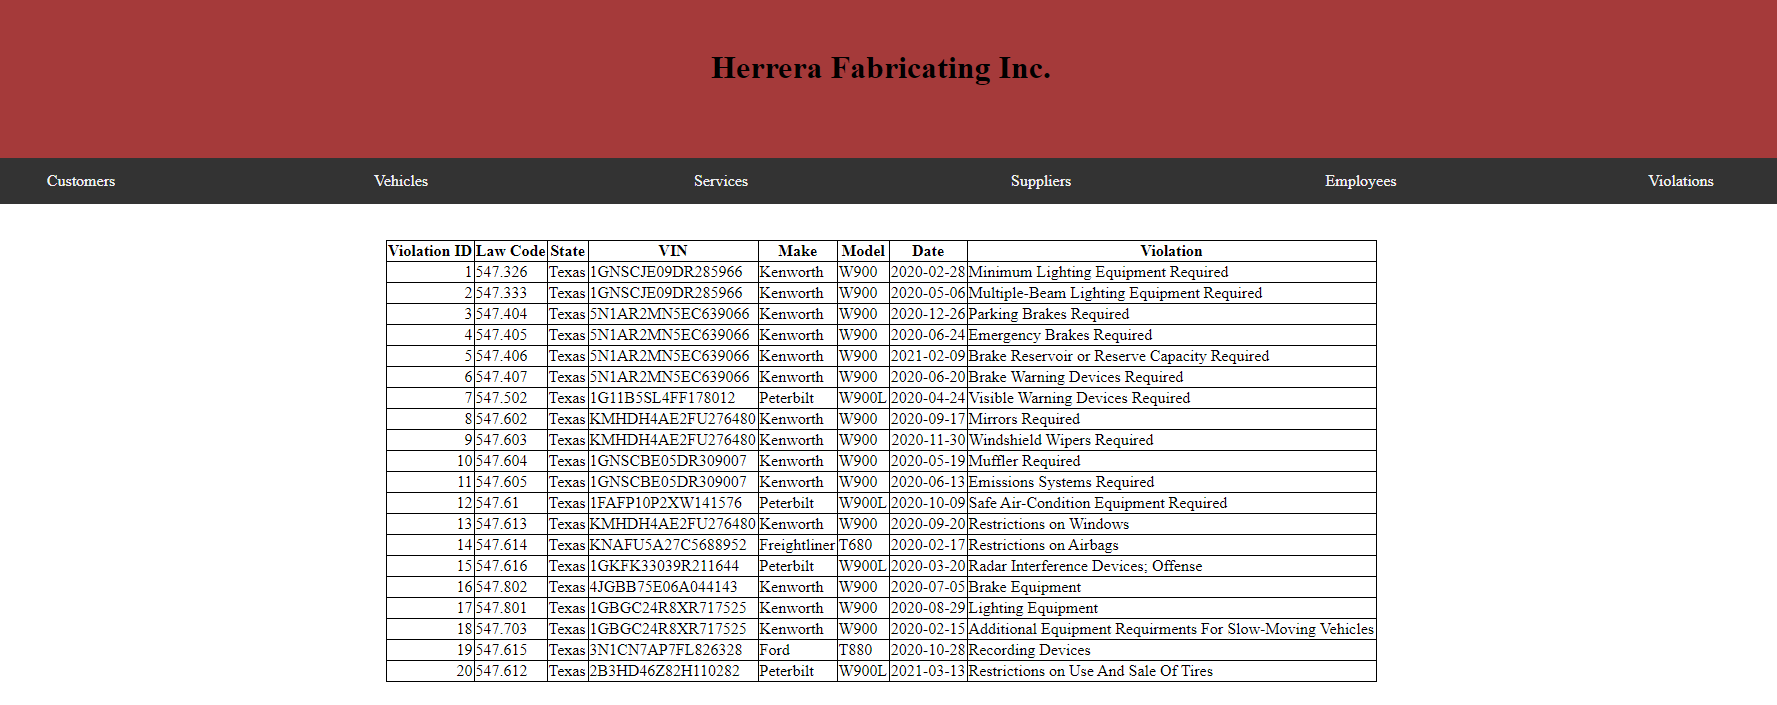 Herrera Fabricating Inc.
Customers Vehicles Services Suppliers Employees Violations
Violation ID Law Code State VIN Make Model Date Violation
1 547.326 Texas 1GNSCJE09DR285966 Kenworth W900 2020-02-28 Minimum Lighting Equipment Required
2 547.333 Texas 1GNSCJE09DR285966 Kenworth W900 2020-05-06 Multiple-Beam Lighting Equipment Required
3 547.404 Texas 5N1AR2MN5EC639066 Kenworth W900 2020-12-26 Parking Brakes Required
4 547.405 Texas 5N1AR2MN5EC639066 Kenworth W900 2020-06-24 Emergency Brakes Required
5 547.406 Texas 5N1AR2MN5EC639066 Kenworth W900 2021-02-09 Brake Reservoir or Reserve Capacity Required
6 547.407 Texas 5N1AR2MN5EC639066 Kenworth W900 2020-06-20 Brake Warning Devices Required
7 547.502 Texas 1G11B5SL4FF178012 Peterbilt W900L 2020-04-24 Visible Warning Devices Required
8 547.602 Texas KMHDH4AE2FU276480 Kenworth W900 2020-09-17 Mirrors Required
9 547.603 Texas KMHDH4AE2FU276480 Kenworth W900 2020-11-30 Windshield Wipers Required
10 547.604 Texas 1GNSCBE05DR309007 Kenworth W900 2020-05-19 Muffler Required
11 547.605 Texas 1GNSCBE05DR309007 Kenworth W900 2020-06-13 Emissions Systems Required
12 547.61 Texas 1FAFP10P2XW141576 Peterbilt W900L 2020-10-09 Safe Air-Condition Equipment Required
13 547.613 Texas KMHDH4AE2FU276480 Kenworth W900 2020-09-20 Restrictions on Windows
14 547.614 Texas KNAFU5A27C5688952 Freightliner T680 2020-02-17 Restrictions on Airbags
15 547.616 Texas 1GKFK33039R211644 Peterbilt W900L 2020-03-20 Radar Interference Devices; Offense
16 547.802 Texas 4JGBB75E06A044143 Kenworth W900 2020-07-05 Brake Equipment
17 547.801 Texas 1GBGC24R8XR717525 Kenworth W900 2020-08-29 Lighting Equipment
18 547.703 Texas 1GBGC24R8XR717525 Kenworth W900 2020-02-15 Additional Equipment Requirments For Slow-Moving Vehicles
19 547.615 Texas 3N1CN7AP7FL826328 Ford T880 2020-10-28 Recording Devices
20 547.612 Texas 2B3HD46Z82H110282 Peterbilt W900L 2021-03-13 Restrictions on Use And Sale Of Tires